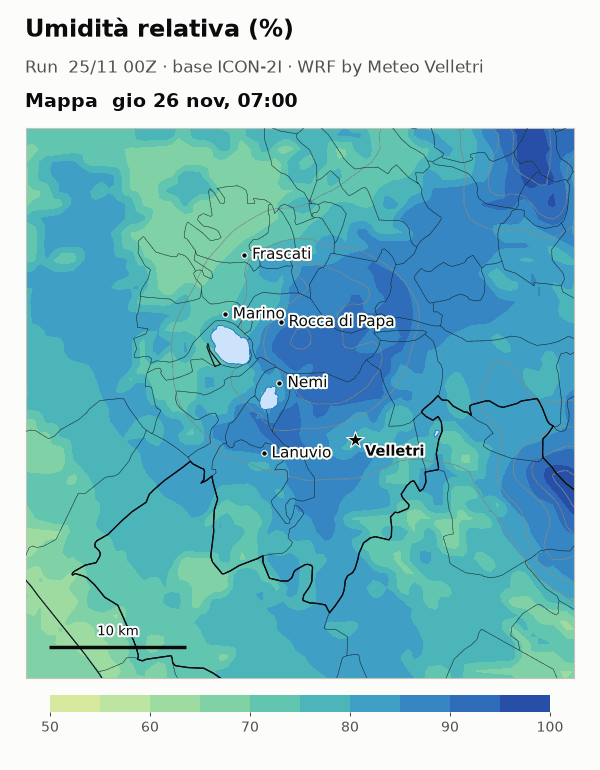 Umidità relativa (%)
Run  25/11 00Z · base ICON-2I · WRF by Meteo Velletri
Mappa  gio 26 nov, 07:00
Frascati
Marino
Rocca di Papa
Nemi
Velletri
Lanuvio
10 km
50 60 70 80 90 100